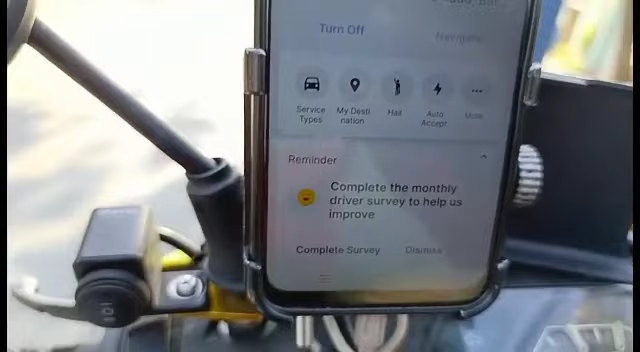 Turn Off
Navigate
Service Types
My Desti nation
Hail
Auto Accept
More
Reminder
Complete the monthly
driver survey to help us
improve
Complete Survey
Dismiss